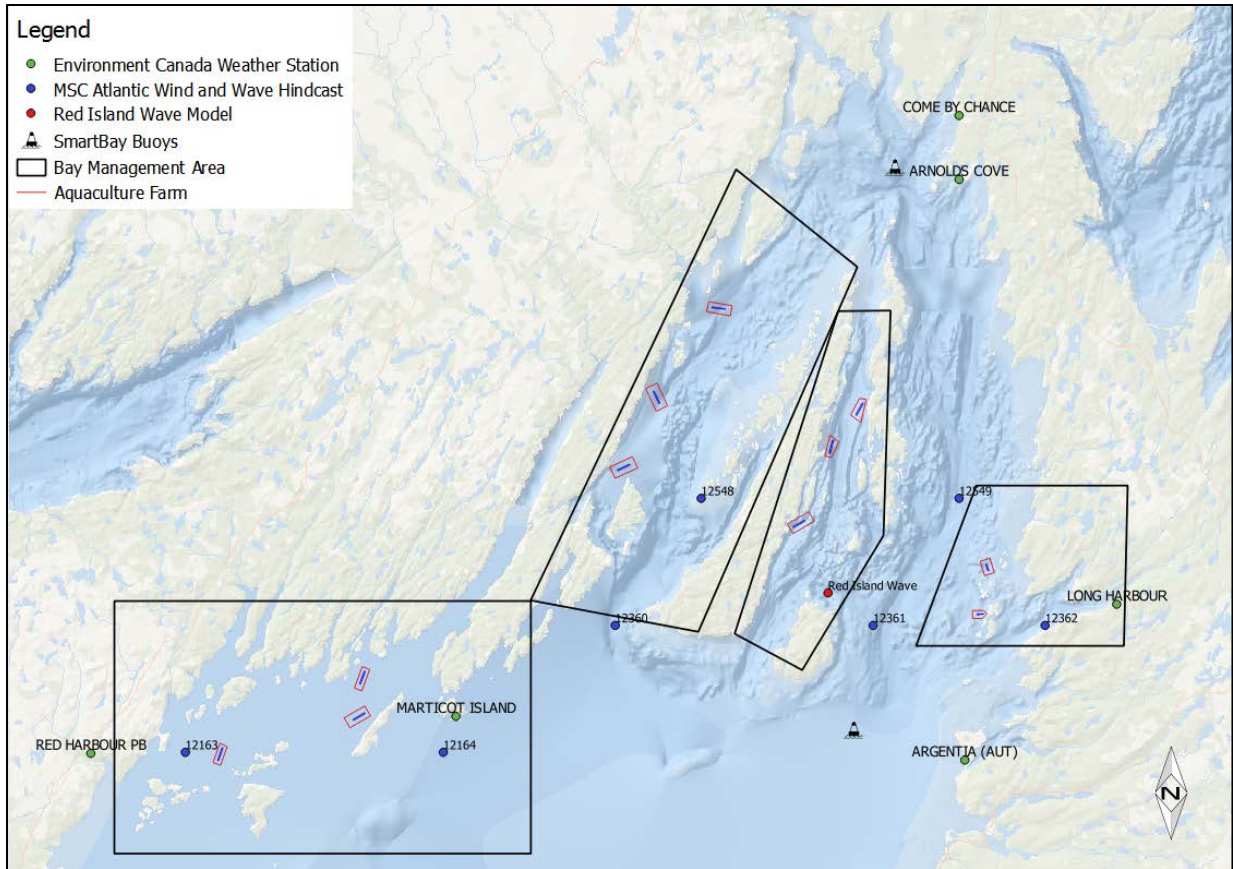 Legend
Environment Canada Weather Station
MSC Atlantic Wind and Wave Hindcast
Red Island Wave Model
SmartBay Buoys
Bay Management Area
Aquaculture Farm
COME BY CHANCE
ARNOLDS COVE
12548
12549
Red Island Wave
LONG HARBOUR
12360
12361
12362
MARTICOT ISLAND
RED HARBOUR PB
12163
12164
ARGENTIA (AUT)
N